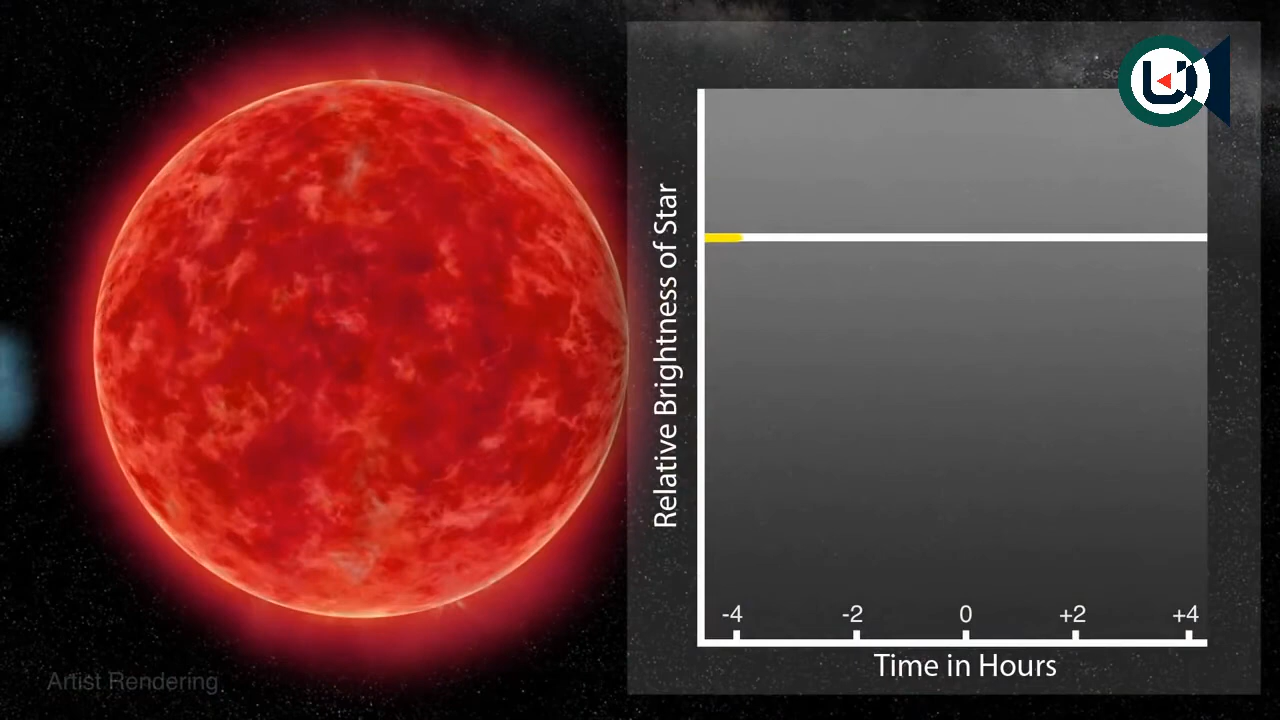 Relative Brightness of Star
-4 -2 0 +2 +4
Time in Hours
Artist Rendering